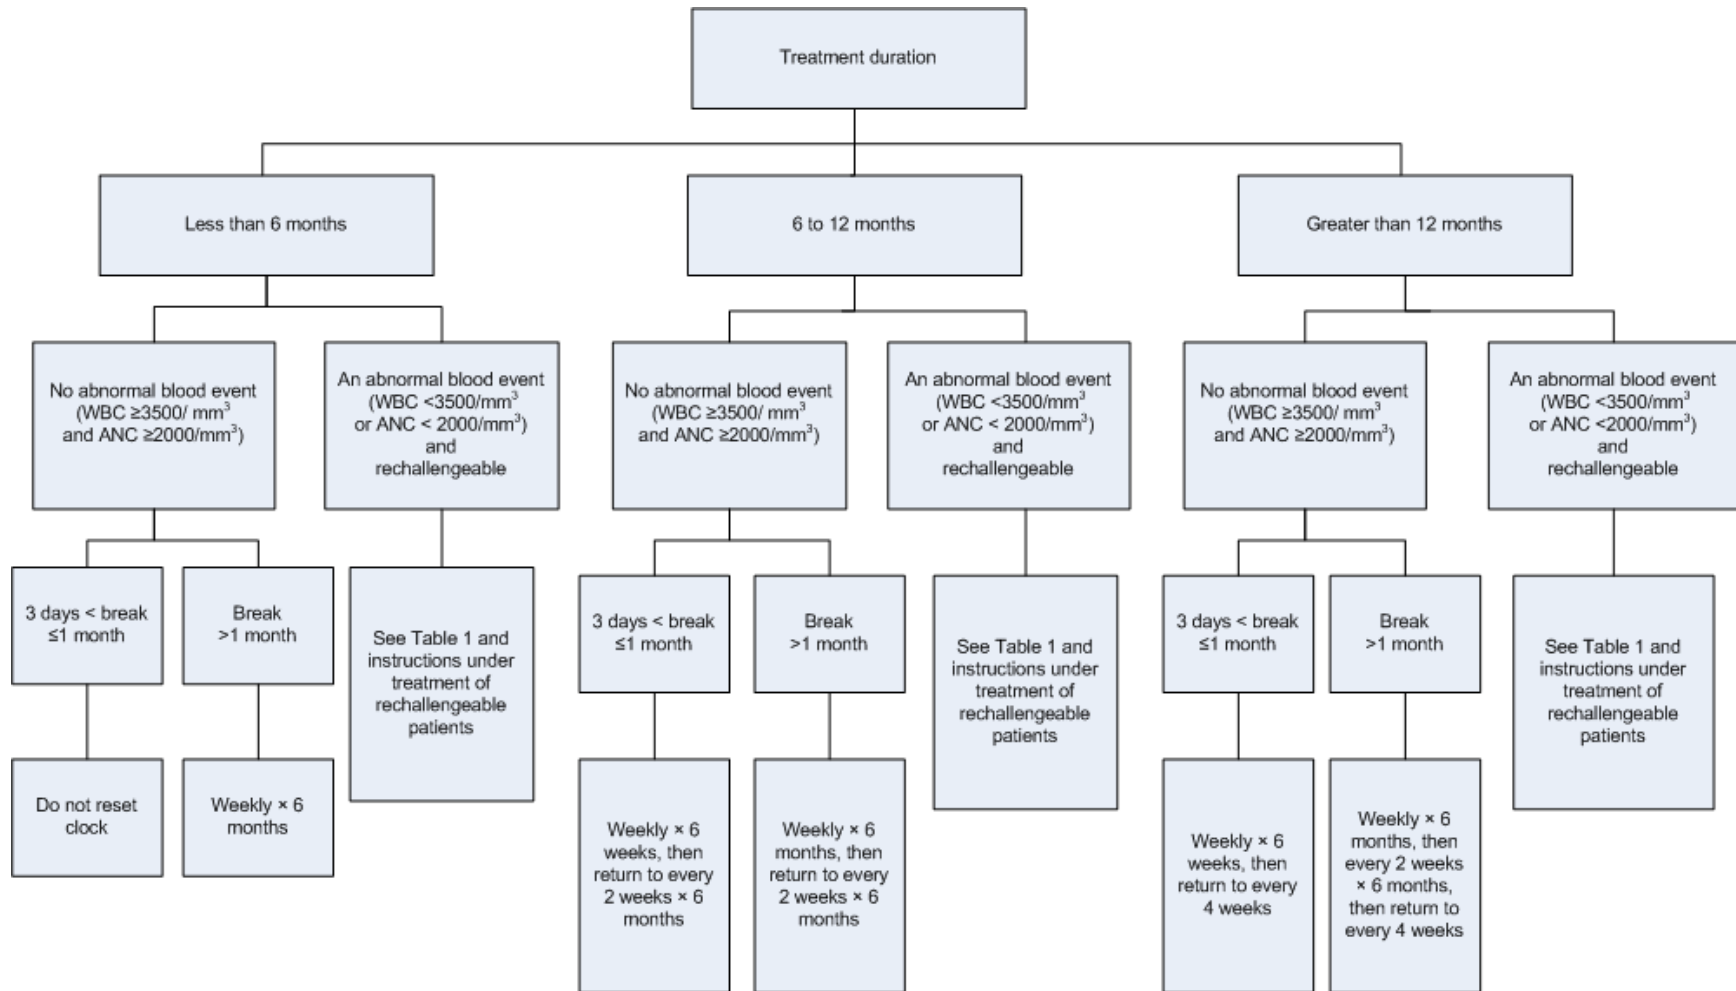 Treatment duration
Less than 6 months
6 to 12 months
Greater than 12 months
No abnormal blood event
(WBC ≥3500/ mm³
and ANC ≥2000/mm³)
An abnormal blood event
(WBC <3500/mm³
or ANC < 2000/mm³)
and
rechallengeable
No abnormal blood event
(WBC ≥3500/ mm³
and ANC ≥2000/mm³)
An abnormal blood event
(WBC <3500/mm³
or ANC < 2000/mm³)
and
rechallengeable
No abnormal blood event
(WBC ≥3500/ mm³
and ANC ≥2000/mm³)
An abnormal blood event
(WBC <3500/mm³
or ANC <2000/mm³)
and
rechallengeable
3 days < break
≤1 month
Break
>1 month
See Table 1 and
instructions under
treatment of
rechallengeable
patients
3 days < break
≤1 month
Break
>1 month
See Table 1 and
instructions under
treatment of
rechallengeable
patients
3 days < break
≤1 month
Break
>1 month
See Table 1 and
instructions under
treatment of
rechallengeable
patients
Do not reset
clock
Weekly × 6
months
Weekly × 6
weeks, then
return to every
2 weeks × 6
months
Weekly × 6
months, then
return to every
2 weeks × 6
months
Weekly × 6
weeks, then
return to every
4 weeks
Weekly × 6
months, then
every 2 weeks
× 6 months,
then return to
every 4 weeks